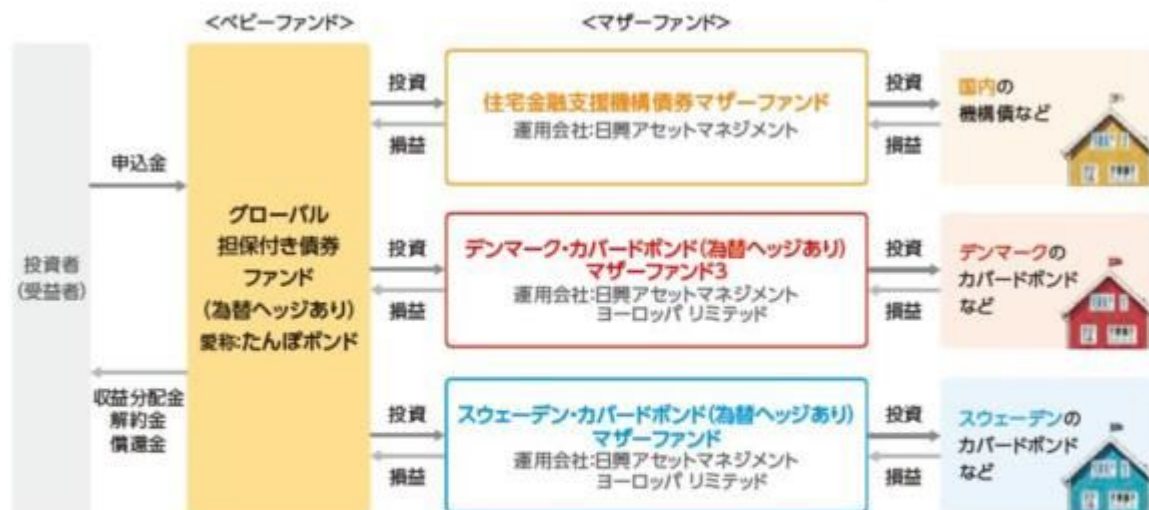 <ベビーファンド>
<マザーファンド>
投資者
(受益者)
申込金
収益分配金
解約金
償還金
グローバル
担保付き債券
ファンド
(為替ヘッジあり)
愛称:たんぽボンド
投資
損益
住宅金融支援機構債券マザーファンド
運用会社:日興アセットマネジメント
投資
損益
国内の
機構債など
投資
損益
デンマーク・カバードボンド(為替ヘッジあり)
マザーファンド3
運用会社:日興アセットマネジメント
ヨーロッパ リミテッド
投資
損益
デンマークの
カバードボンド
など
投資
損益
スウェーデン・カバードボンド(為替ヘッジあり)
マザーファンド
運用会社:日興アセットマネジメント
ヨーロッパ リミテッド
投資
損益
スウェーデンの
カバードボンド
など